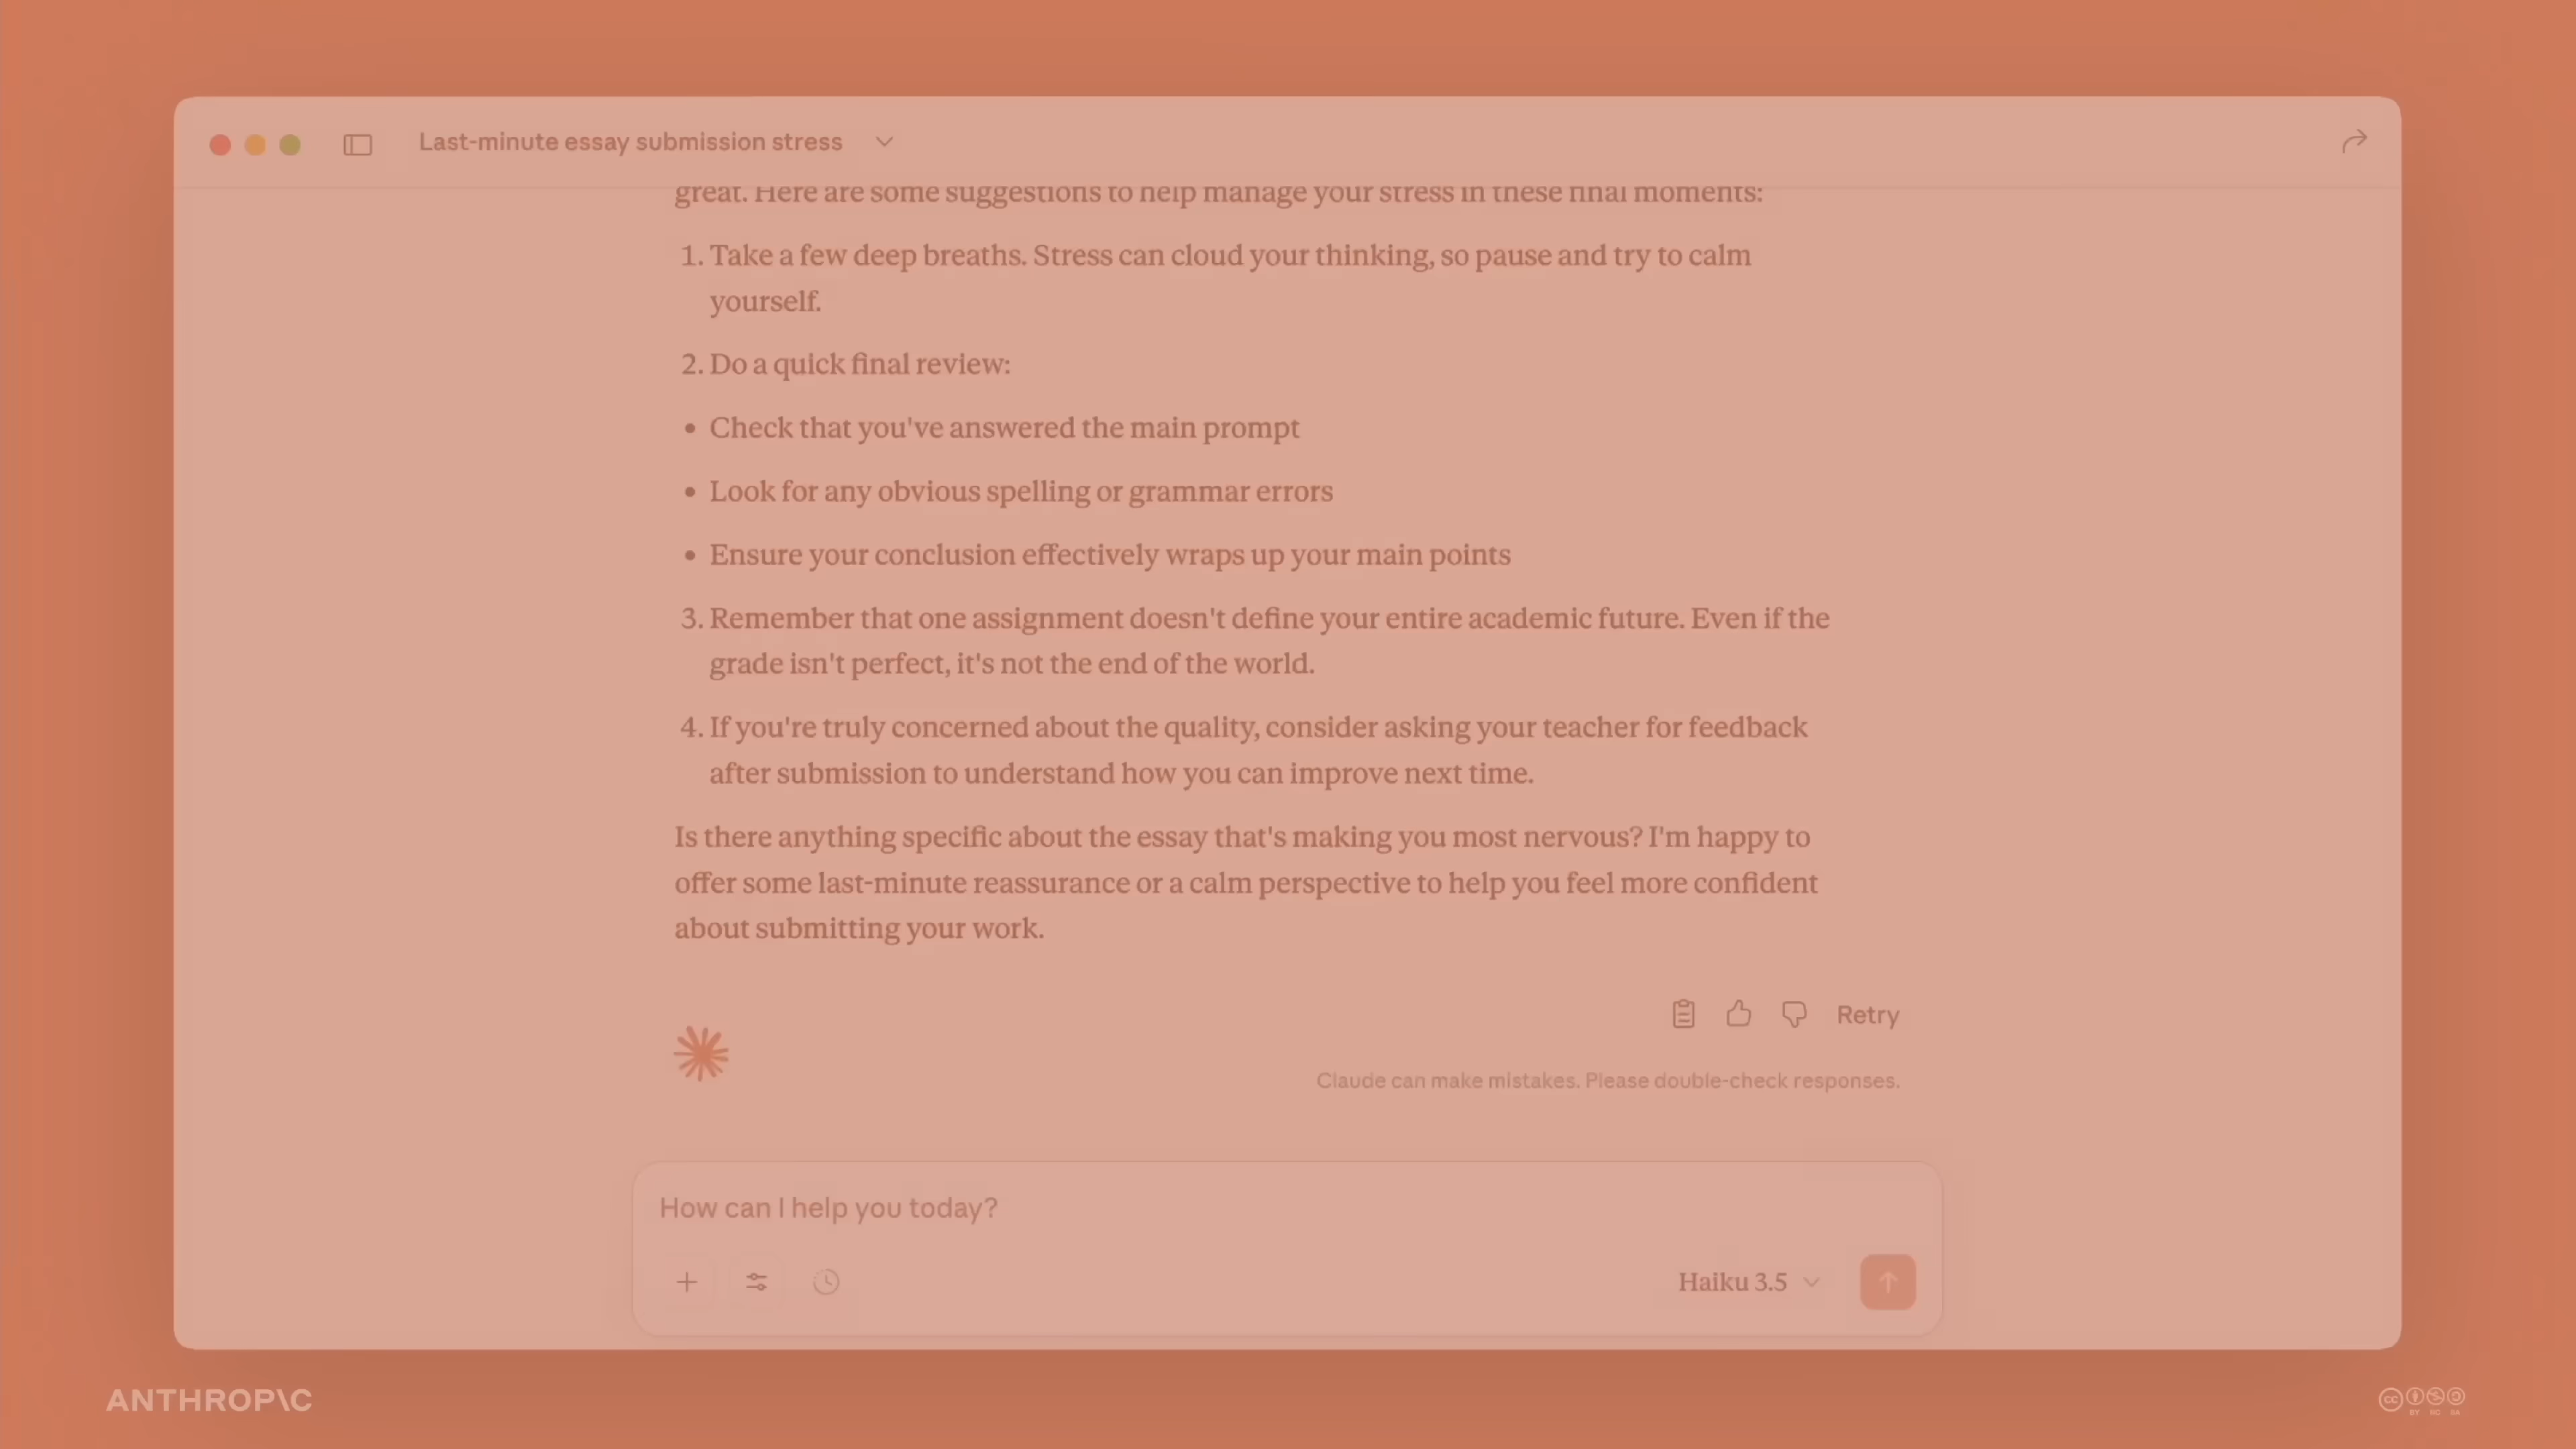 Last-minute essay submission stress
great. Here are some suggestions to help manage your stress in these final moments:
1. Take a few deep breaths. Stress can cloud your thinking, so pause and try to calm
yourself.
2. Do a quick final review:
• Check that you've answered the main prompt
• Look for any obvious spelling or grammar errors
• Ensure your conclusion effectively wraps up your main points
3. Remember that one assignment doesn't define your entire academic future. Even if the
grade isn't perfect, it's not the end of the world.
4. If you're truly concerned about the quality, consider asking your teacher for feedback
after submission to understand how you can improve next time.
Is there anything specific about the essay that's making you most nervous? I'm happy to
offer some last-minute reassurance or a calm perspective to help you feel more confident
about submitting your work.
Retry
Claude can make mistakes. Please double-check responses.
How can I help you today?
Haiku 3.5
ANTHROP\C
CC
BY NC SA